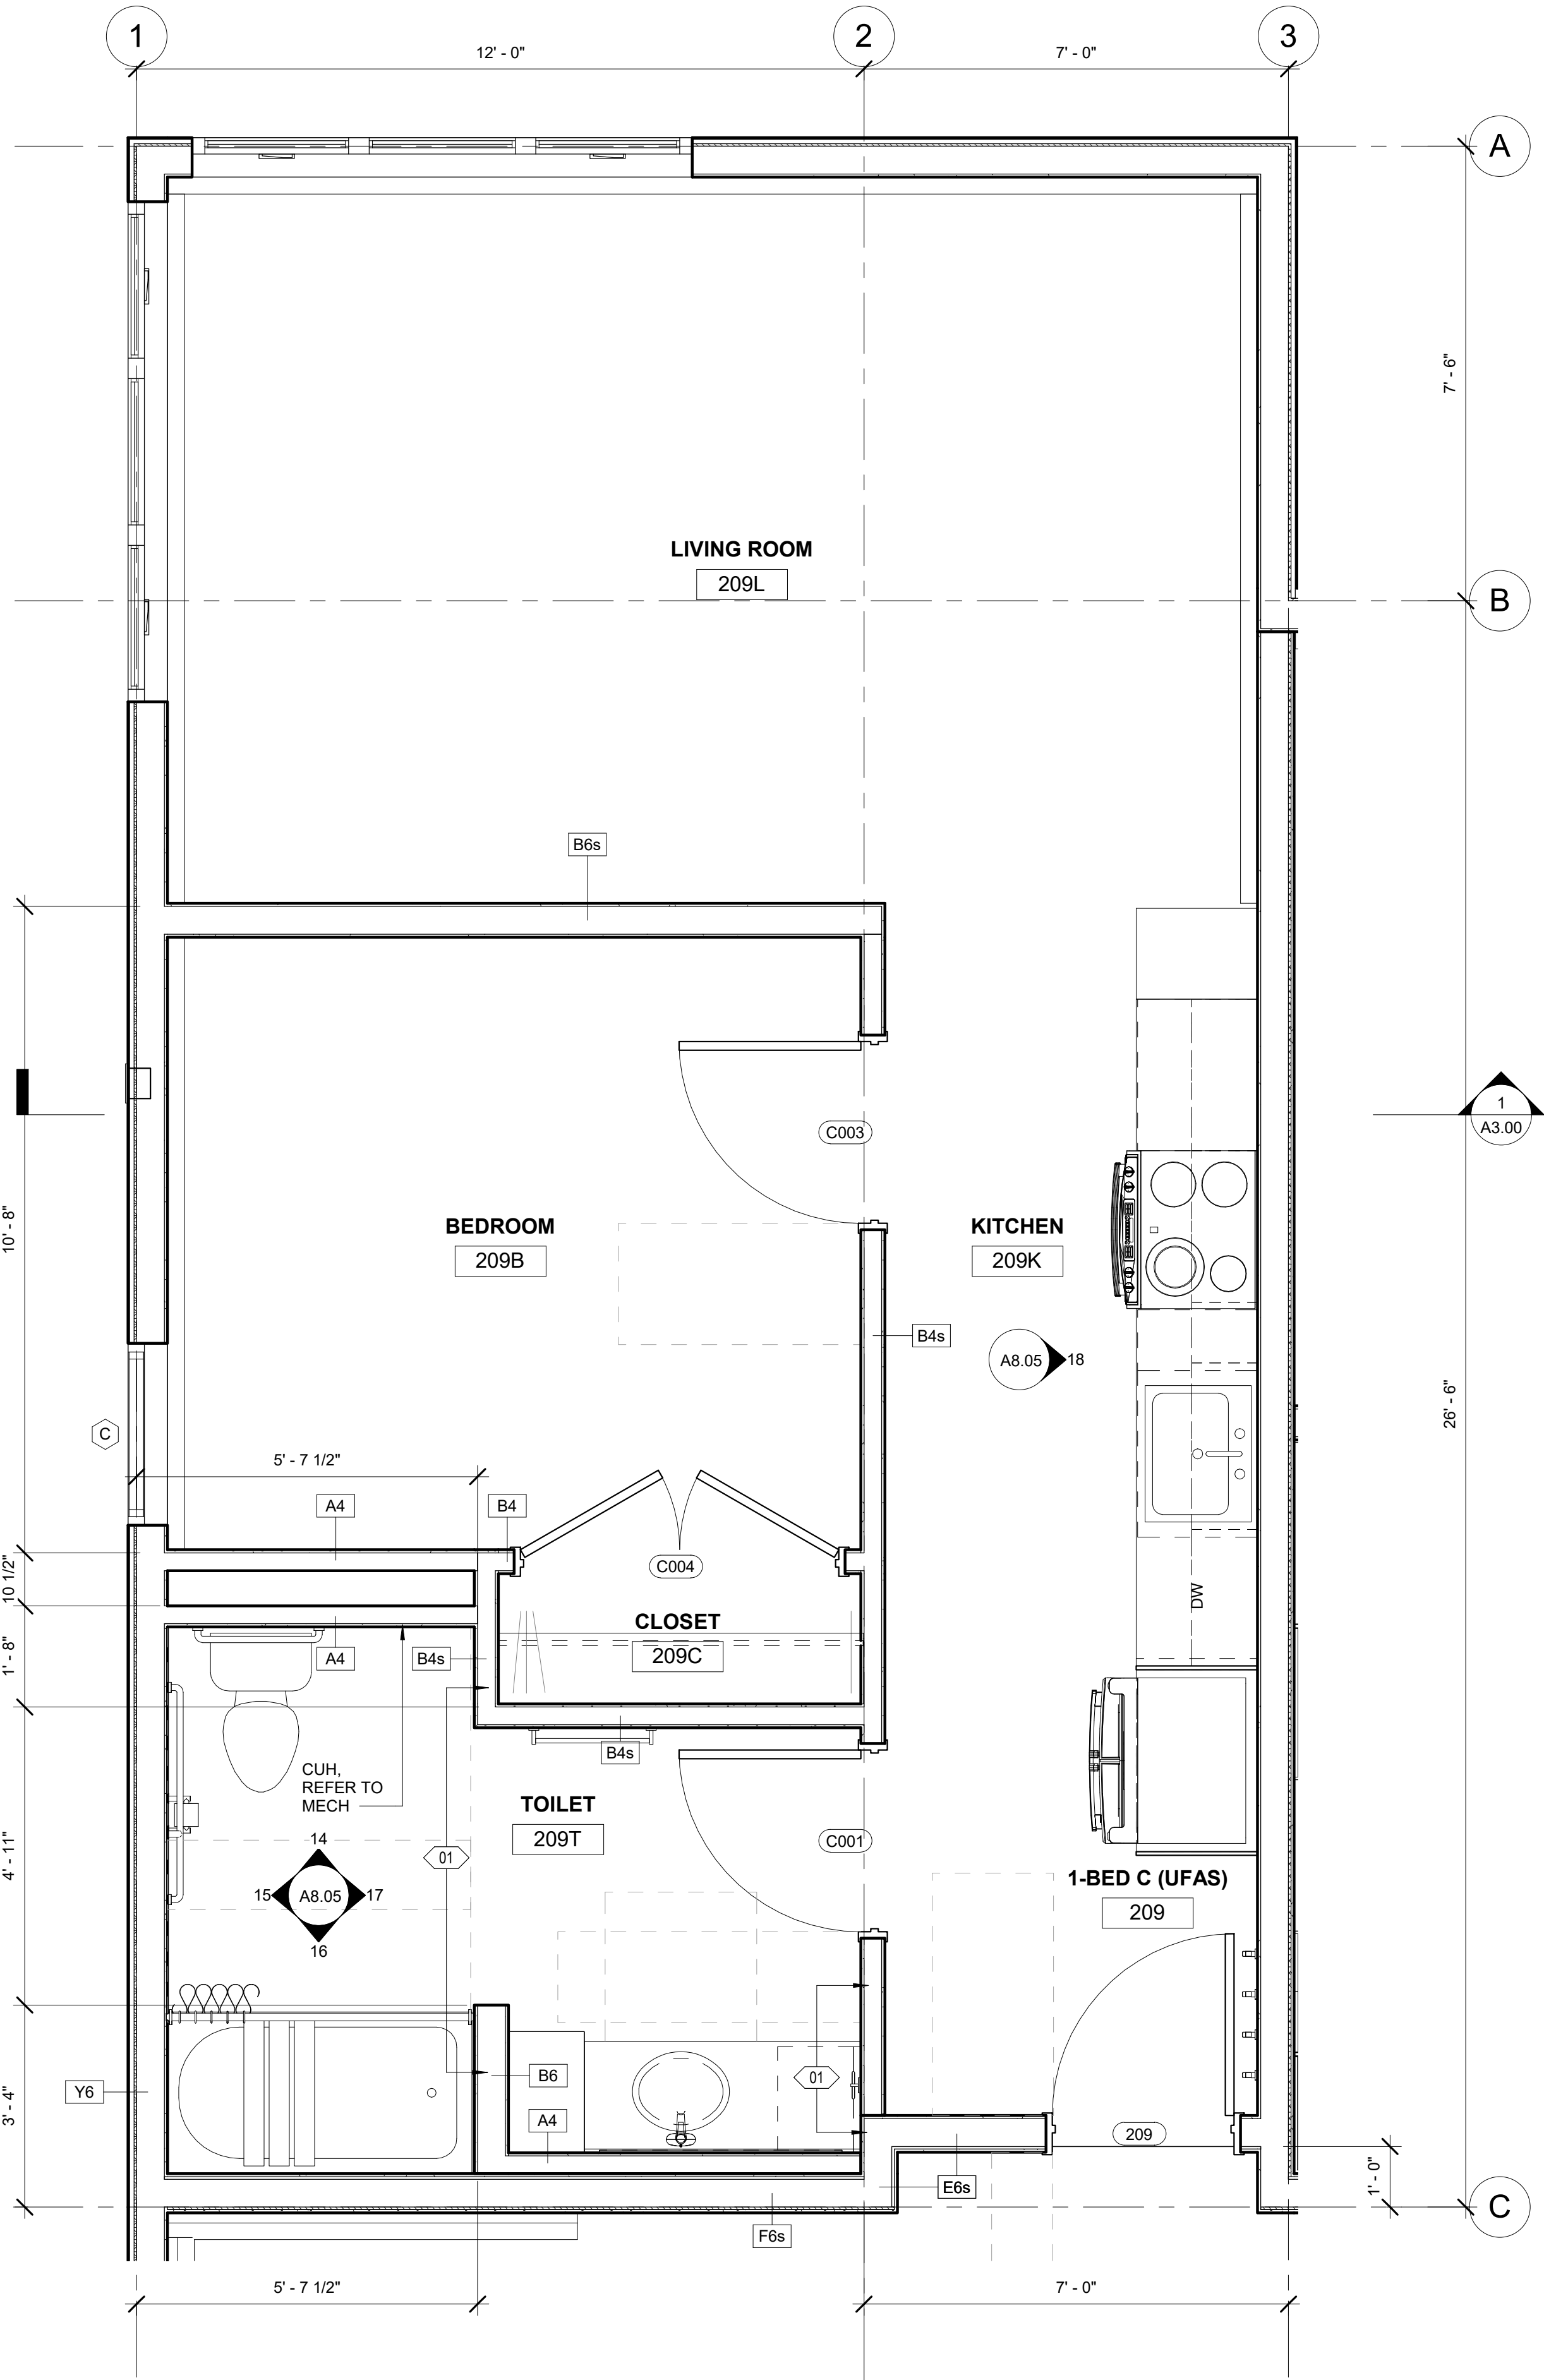 1
2
3
12' - 0"
7' - 0"
A
7' - 6"
LIVING ROOM
209L
B
B6s
1
A3.00
C003
10' - 8"
BEDROOM
209B
KITCHEN
209K
B4s
A8.05
18
26' - 6"
C
5' - 7 1/2"
A4
B4
C004
10 1/2"
DW
CLOSET
209C
1' - 8"
A4
B4s
B4s
CUH,
REFER TO
MECH
TOILET
209T
C001
4' - 11"
14
01
15
A8.05
17
16
1-BED C (UFAS)
209
B6
01
Y6
3' - 4"
A4
209
E6s
1' - 0"
C
F6s
5' - 7 1/2"
7' - 0"